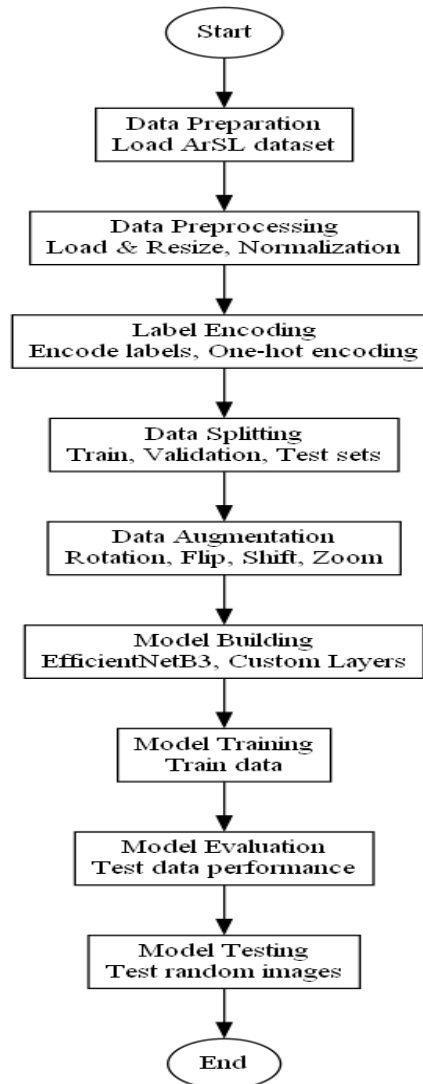 Start
Data Preparation
Load ArSL dataset
Data Preprocessing
Load & Resize, Normalization
Label Encoding
Encode labels, One-hot encoding
Data Splitting
Train, Validation, Test sets
Data Augmentation
Rotation, Flip, Shift, Zoom
Model Building
EfficientNetB3, Custom Layers
Model Training
Train data
Model Evaluation
Test data performance
Model Testing
Test random images
End